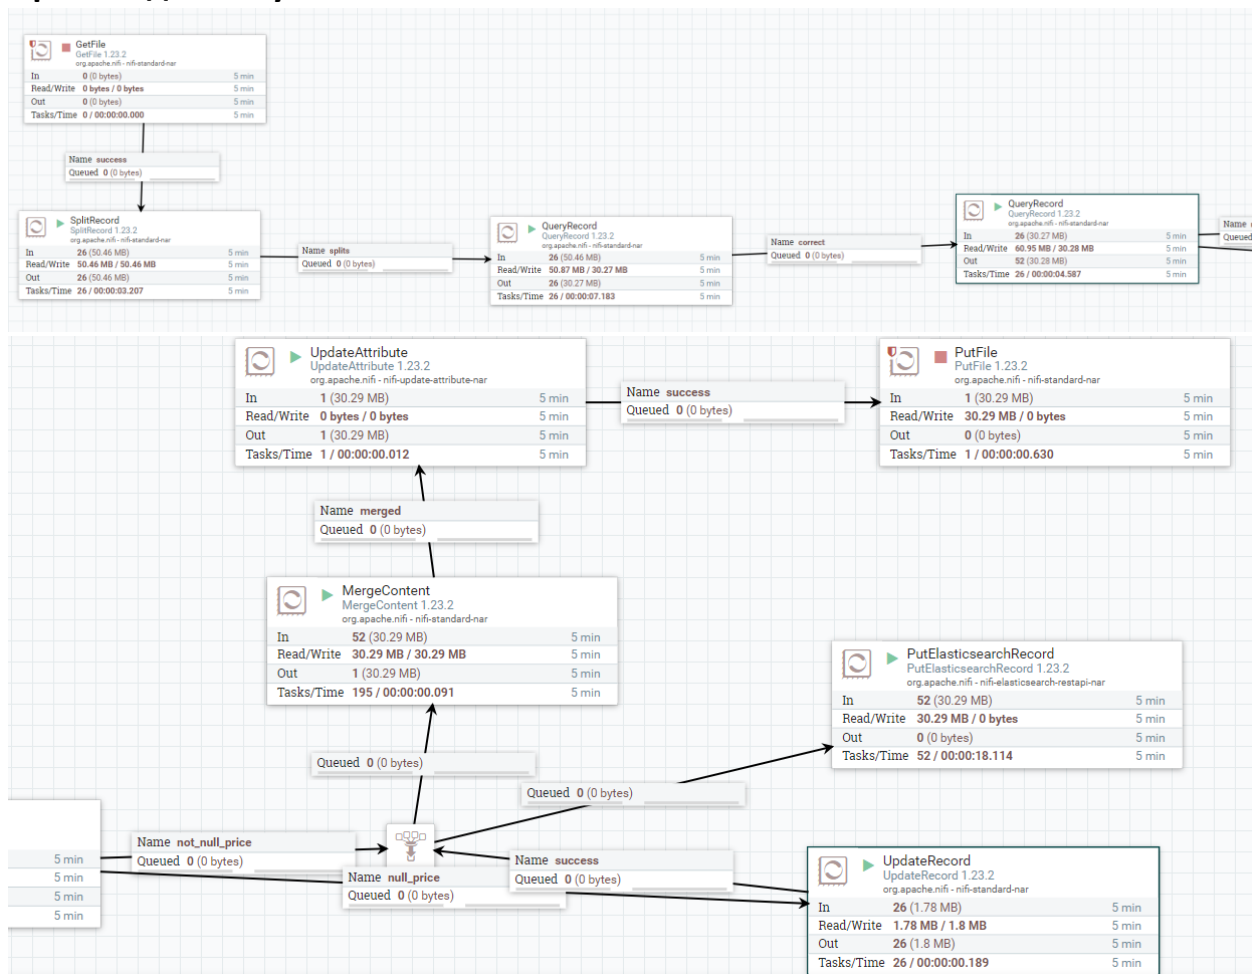 GetFile
GetFile 1.23.2
org.apache.nifi - nifi-standard-nar
In 0 (0 bytes) 5 min
Read/Write 0 bytes / 0 bytes 5 min
Out 0 (0 bytes) 5 min
Tasks/Time 0 / 00:00:00.000 5 min
Name success
Queued 0 (0 bytes)
SplitRecord
SplitRecord 1.23.2
org.apache.nifi - nifi-standard-nar
In 26 (50.46 MB) 5 min
Read/Write 50.46 MB / 50.46 MB 5 min
Out 26 (50.46 MB) 5 min
Tasks/Time 26 / 00:00:03.207 5 min
Name splits
Queued 0 (0 bytes)
QueryRecord
QueryRecord 1.23.2
org.apache.nifi - nifi-standard-nar
In 26 (50.46 MB) 5 min
Read/Write 50.87 MB / 30.27 MB 5 min
Out 26 (30.27 MB) 5 min
Tasks/Time 26 / 00:00:07.183 5 min
Name correct
Queued 0 (0 bytes)
QueryRecord
QueryRecord 1.23.2
org.apache.nifi - nifi-standard-nar
In 26 (30.27 MB) 5 min
Read/Write 60.95 MB / 30.28 MB 5 min
Out 52 (30.28 MB) 5 min
Tasks/Time 26 / 00:00:04.587 5 min
Name
Queued
UpdateAttribute
UpdateAttribute 1.23.2
org.apache.nifi - nifi-update-attribute-nar
In 1 (30.29 MB) 5 min
Read/Write 0 bytes / 0 bytes 5 min
Out 1 (30.29 MB) 5 min
Tasks/Time 1 / 00:00:00.012 5 min
Name success
Queued 0 (0 bytes)
PutFile
PutFile 1.23.2
org.apache.nifi - nifi-standard-nar
In 1 (30.29 MB) 5 min
Read/Write 30.29 MB / 0 bytes 5 min
Out 0 (0 bytes) 5 min
Tasks/Time 1 / 00:00:00.630 5 min
Name merged
Queued 0 (0 bytes)
MergeContent
MergeContent 1.23.2
org.apache.nifi - nifi-standard-nar
In 52 (30.29 MB) 5 min
Read/Write 30.29 MB / 30.29 MB 5 min
Out 1 (30.29 MB) 5 min
Tasks/Time 195 / 00:00:00.091 5 min
PutElasticsearchRecord
PutElasticsearchRecord 1.23.2
org.apache.nifi - nifi-elasticsearch-restapi-nar
In 52 (30.29 MB) 5 min
Read/Write 30.29 MB / 0 bytes 5 min
Out 0 (0 bytes) 5 min
Tasks/Time 52 / 00:00:18.114 5 min
Queued 0 (0 bytes)
Queued 0 (0 bytes)
5 min
5 min
5 min
5 min
Name not_null_price
Queued 0 (0 bytes)
Name null_price
Queued 0 (0 bytes)
Name success
Queued 0 (0 bytes)
UpdateRecord
UpdateRecord 1.23.2
org.apache.nifi - nifi-standard-nar
In 26 (1.78 MB) 5 min
Read/Write 1.78 MB / 1.8 MB 5 min
Out 26 (1.8 MB) 5 min
Tasks/Time 26 / 00:00:00.189 5 min